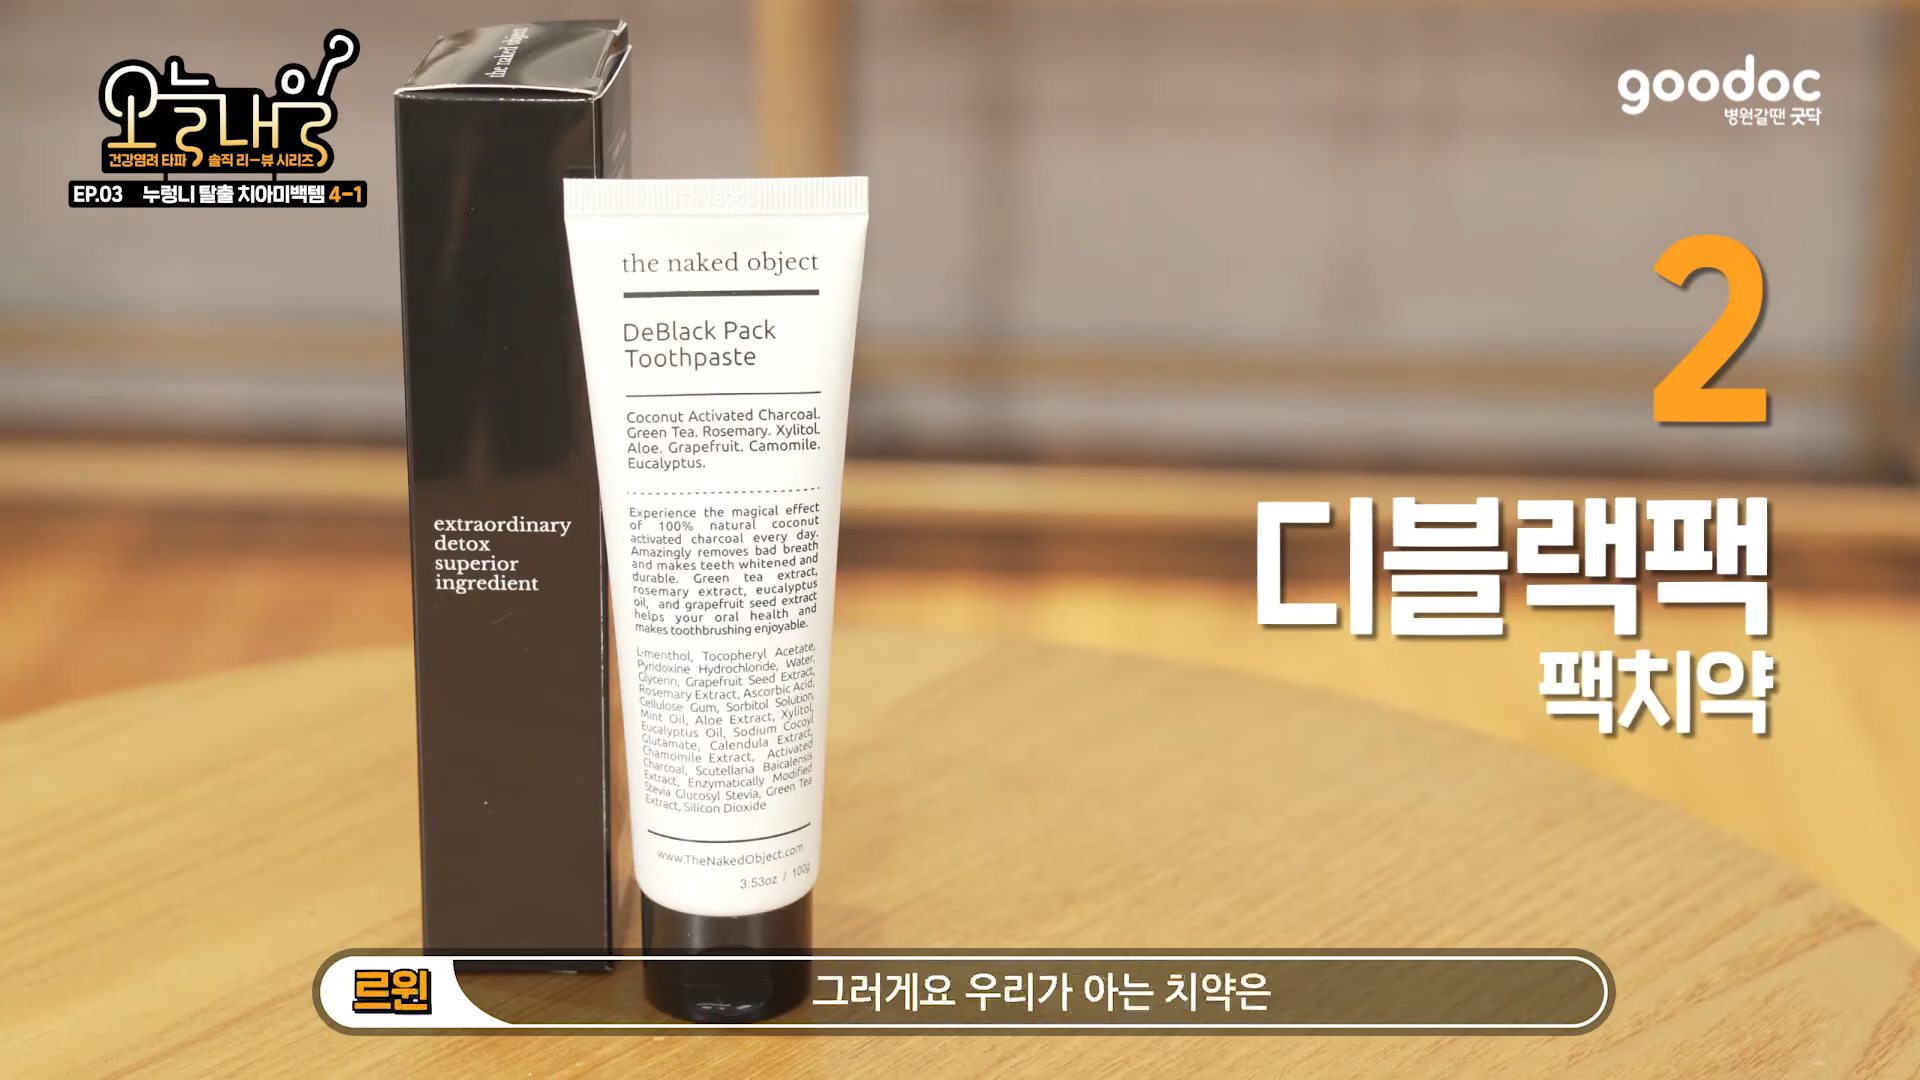 오늘내일
건강염려 타파 솔직 리-뷰 시리즈
EP.03 누렁니 탈출 치아미백템 4-1
goodoc
병원갈땐 굿닥
2
디블랙팩
팩치약
the naked object
extraordinary
detox
superior
ingredient
the naked object
DeBlack Pack
Toothpaste
Coconut Activated Charcoal.
Green Tea. Rosemary. Xylitol.
Aloe. Grapefruit. Camomile.
Eucalyptus.
Experience the magical effect
of 100% natural coconut
activated charcoal every day.
Amazingly removes bad breath
and makes teeth whitened and
durable. Green tea extract,
rosemary extract, eucalyptus
oil, and grapefruit seed extract
helps your oral health and
makes toothbrushing enjoyable.
L-menthol, Tocopheryl Acetate,
Pyridoxine Hydrochloride, Water,
Glycerin, Grapefruit Seed Extract,
Rosemary Extract, Ascorbic Acid,
Cellulose Gum, Sorbitol Solution,
Mint Oil, Aloe Extract, Xylitol,
Eucalyptus Oil, Sodium Cocoyl
Glutamate, Calendula Extract,
Chamomile Extract, Activated
Charcoal, Scutellaria Baicalensis
Extract, Enzymatically Modified
Stevia Glucosyl Stevia, Green Tea
Extract, Silicon Dioxide
www.TheNakedObject.com
3.53oz / 100g
르윈
그러게요 우리가 아는 치약은